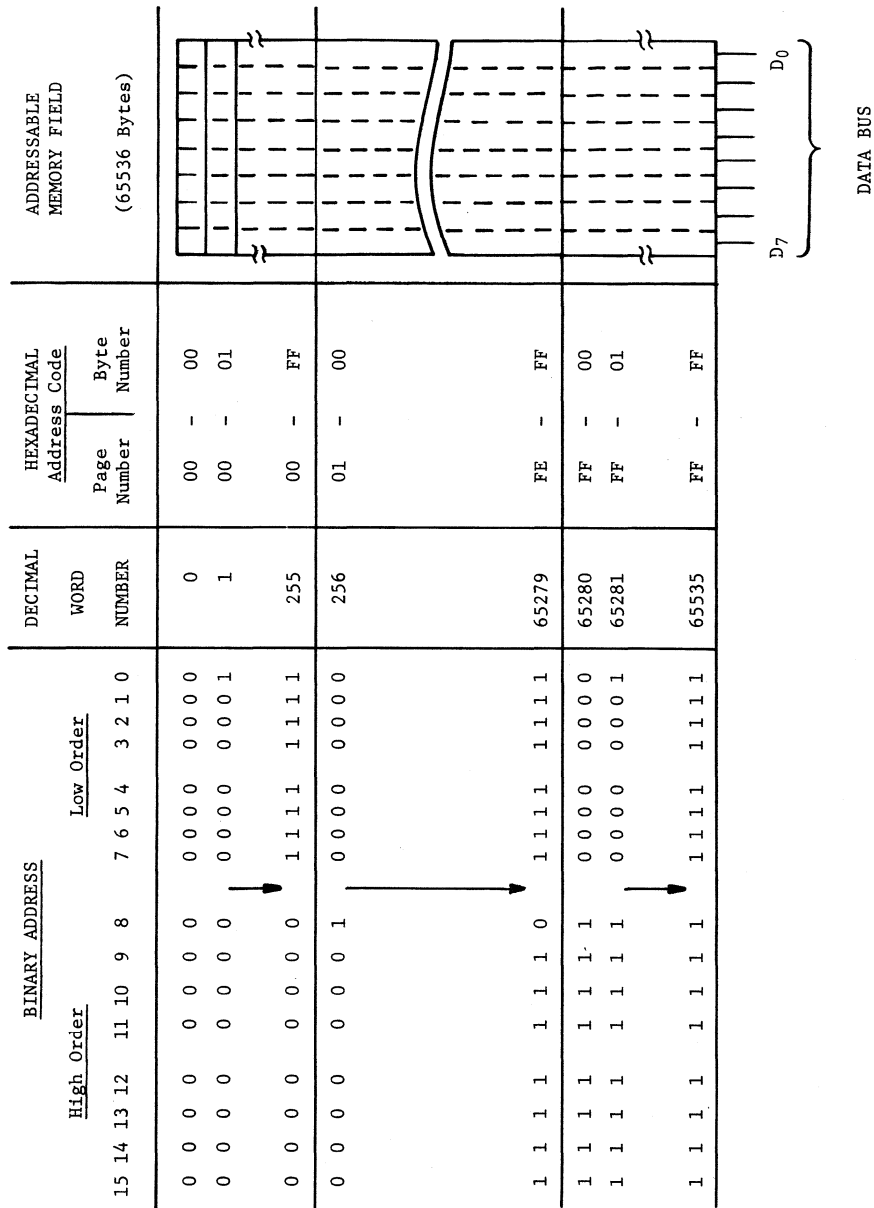 BINARY ADDRESS DECIMAL HEXADECIMAL ADDRESSABLE
High Order Low Order WORD Address Code MEMORY FIELD
15 14 13 12 11 10 9 8 7 6 5 4 3 2 1 0 NUMBER Page Number Byte Number (65536 Bytes)
0 0 0 0 0 0 0 0 0 0 0 0 0 0 0 0 0 00 - 00
0 0 0 0 0 0 0 0 0 0 0 0 0 0 0 1 1 00 - 01
0 0 0 0 0 0 0 0 1 1 1 1 1 1 1 1 255 00 - FF
0 0 0 0 0 0 0 1 0 0 0 0 0 0 0 0 256 01 - 00
1 1 1 1 1 1 1 0 1 1 1 1 1 1 1 1 65279 FE - FF
1 1 1 1 1 1 1 1 0 0 0 0 0 0 0 0 65280 FF - 00
1 1 1 1 1 1 1 1 0 0 0 0 0 0 0 1 65281 FF - 01
1 1 1 1 1 1 1 1 1 1 1 1 1 1 1 1 65535 FF - FF
D7 D0
DATA BUS